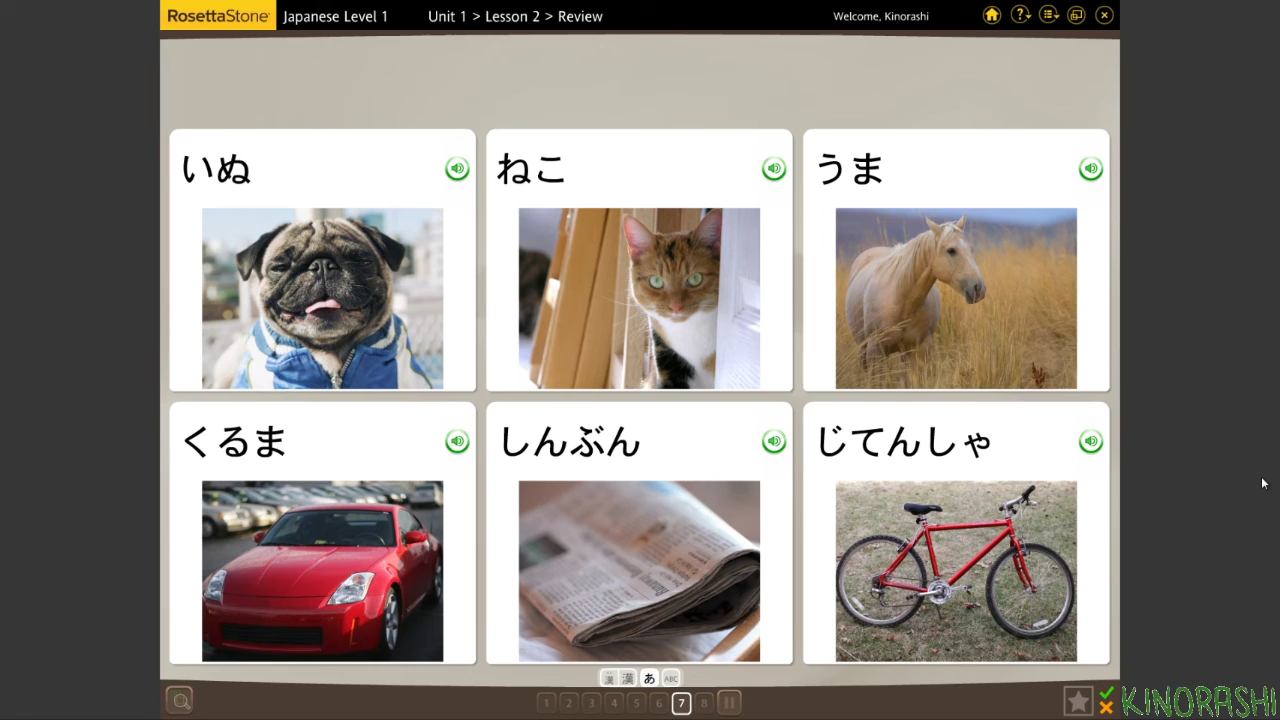 RosettaStone
Japanese Level 1
Unit 1 > Lesson 2 > Review
Welcome, Kinorashi
いぬ
ねこ
うま
くるま
しんぶん
じてんしゃ
漢
漢
あ
ABC
1 2 3 4 5 6 7 8
KINORASHI